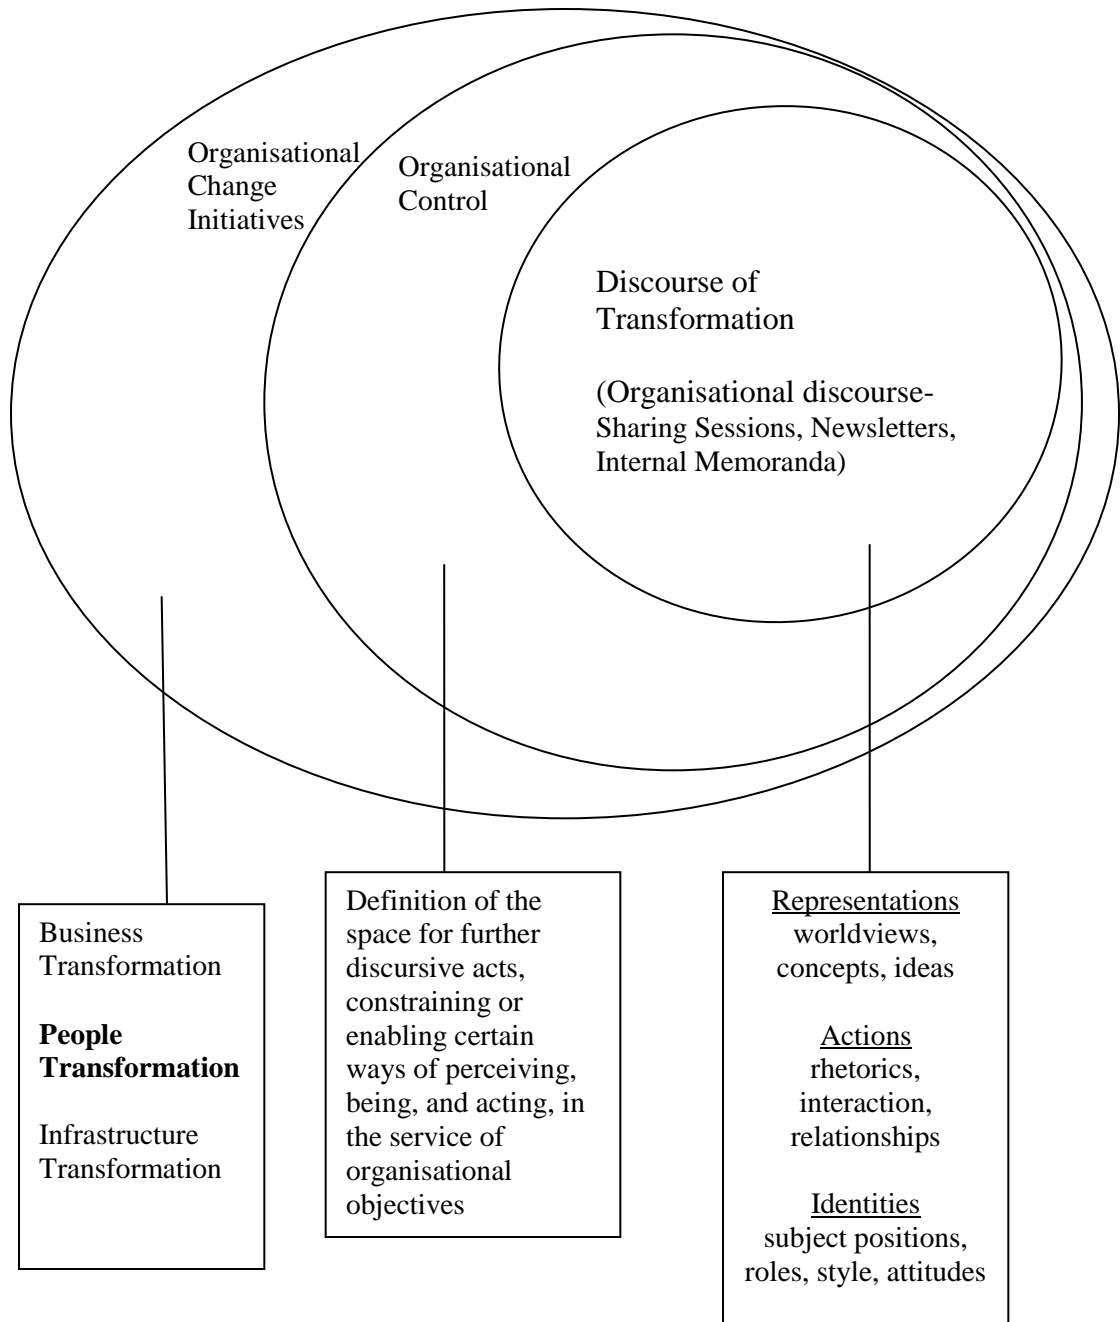 Organisational
Change
Initiatives
Organisational
Control
Discourse of
Transformation
(Organisational discourse-
Sharing Sessions, Newsletters,
Internal Memoranda)
Business
Transformation
People
Transformation
Infrastructure
Transformation
Definition of the
space for further
discursive acts,
constraining or
enabling certain
ways of perceiving,
being, and acting, in
the service of
organisational
objectives
Representations
worldviews,
concepts, ideas
Actions
rhetorics,
interaction,
relationships
Identities
subject positions,
roles, style, attitudes